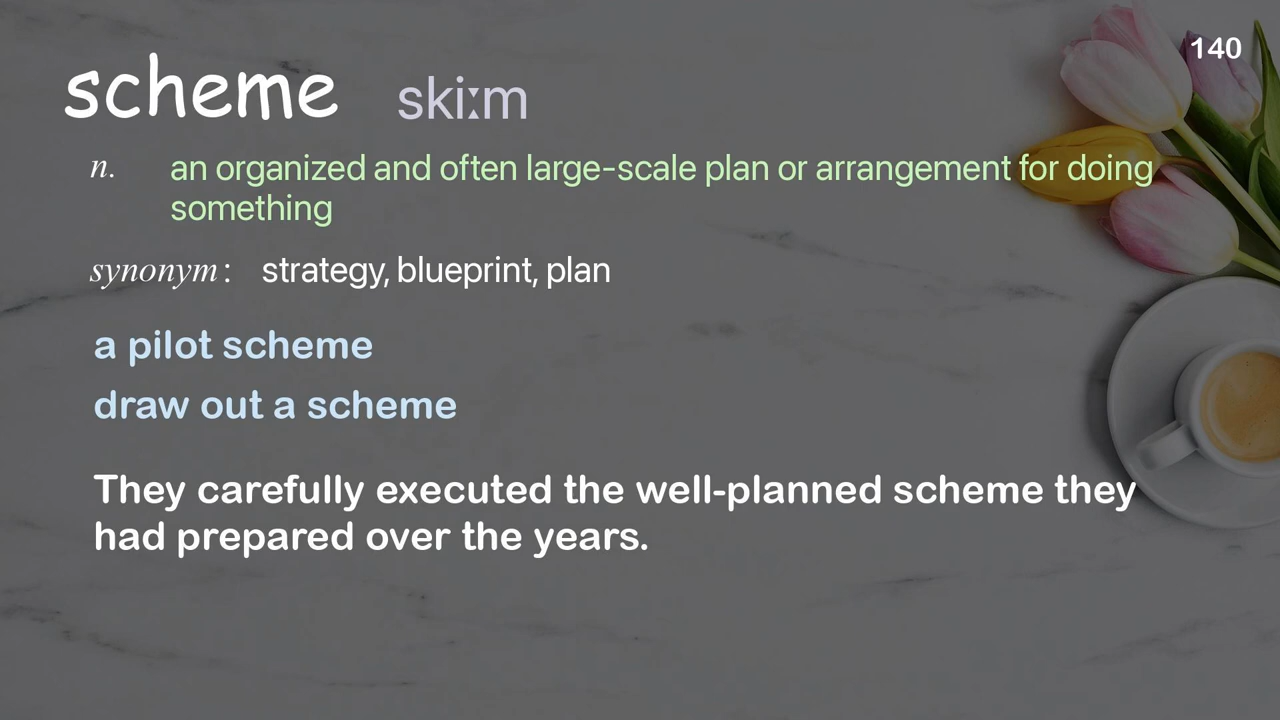 140
scheme skiːm
n. an organized and often large-scale plan or arrangement for doing
something
synonym: strategy, blueprint, plan
a pilot scheme
draw out a scheme
They carefully executed the well-planned scheme they
had prepared over the years.